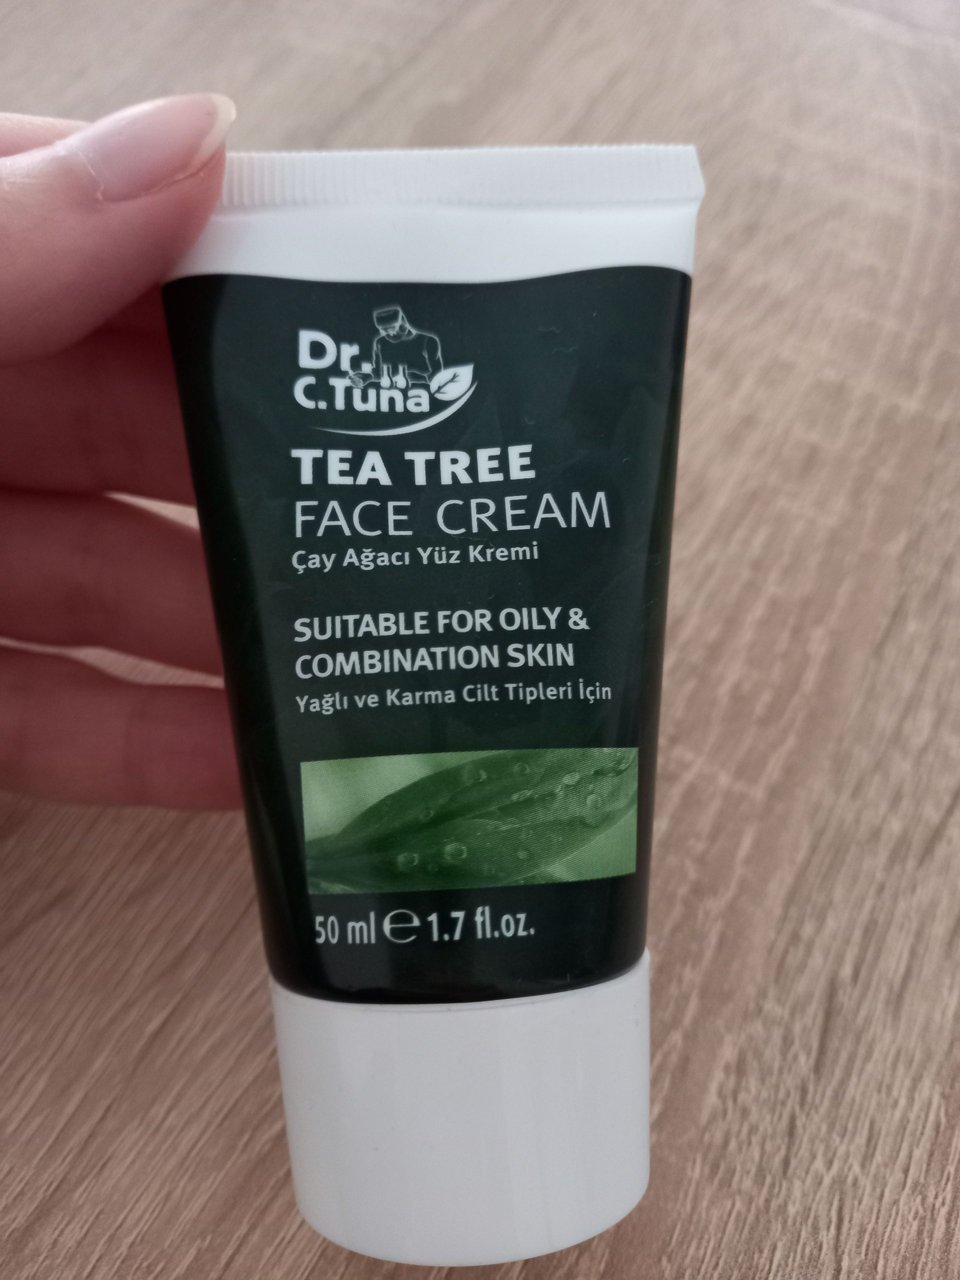 Dr.
C.Tuna
TEA TREE
FACE CREAM
Çay Ağacı Yüz Kremi
SUITABLE FOR OILY &
COMBINATION SKIN
Yağlı ve Karma Cilt Tipleri İçin
50 ml ℮ 1.7 fl.oz.